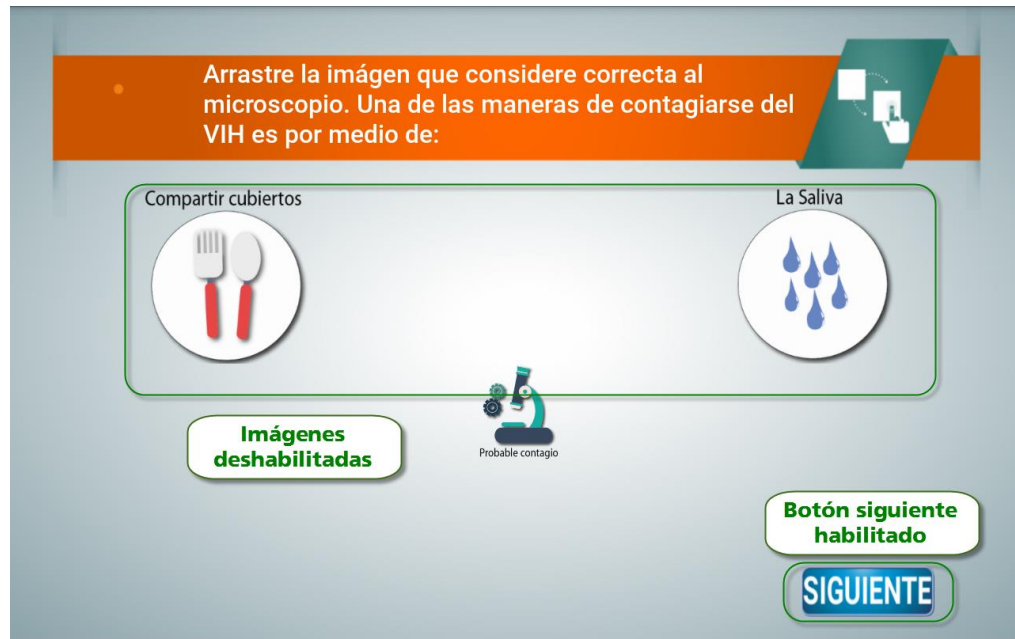 Arrastre la imágen que considere correcta al
microscopio. Una de las maneras de contagiarse del
VIH es por medio de:
Compartir cubiertos
La Saliva
Probable contagio
Imágenes
deshabilitadas
Botón siguiente
habilitado
SIGUIENTE